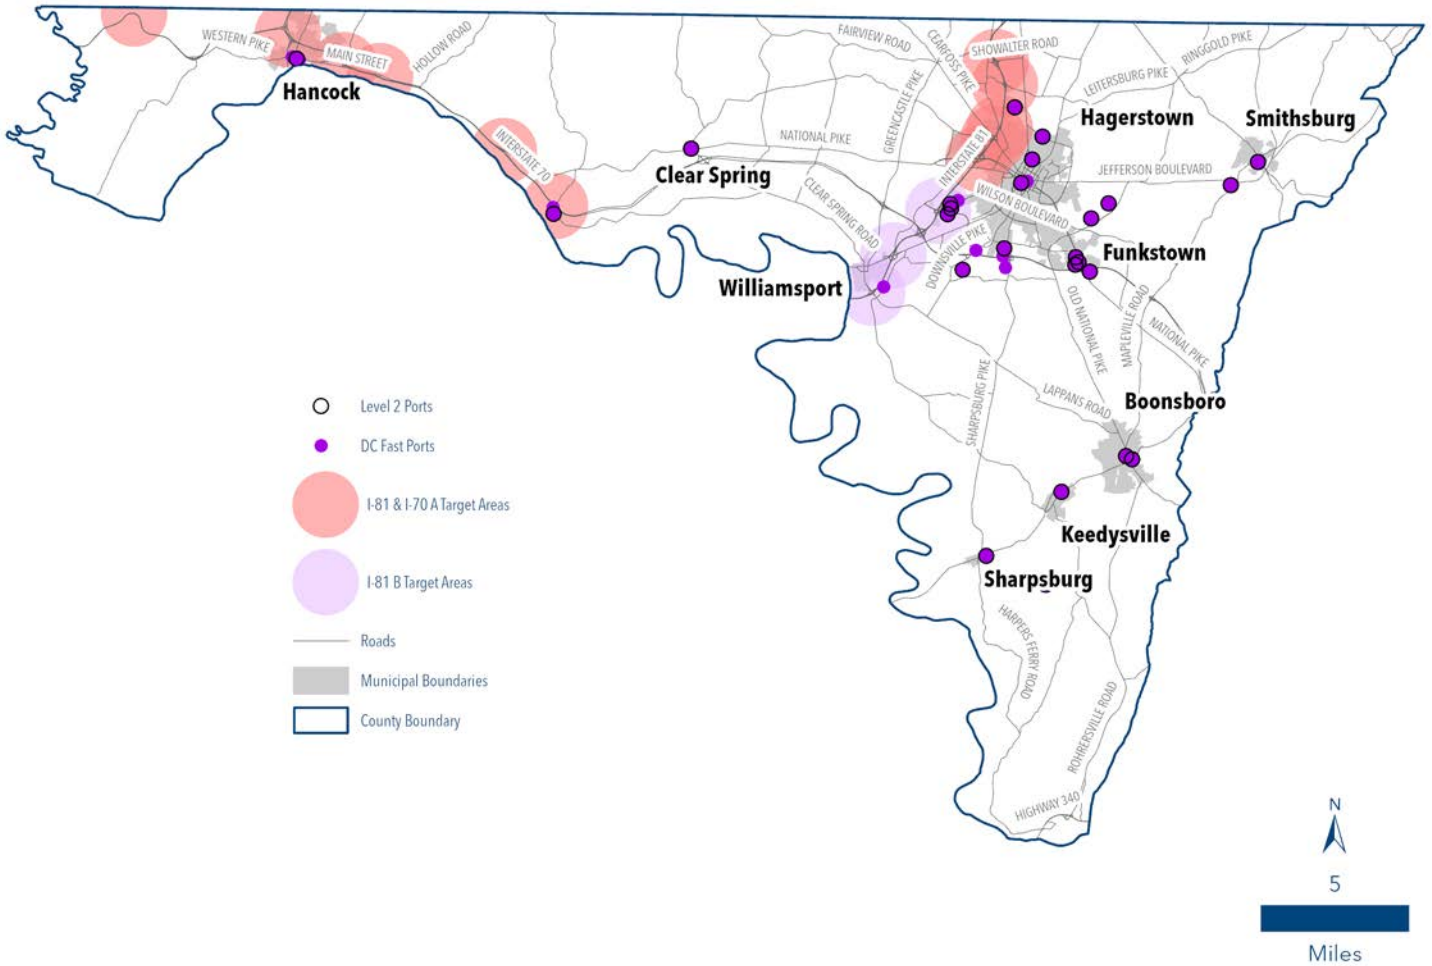 WESTERN PIKE
MAIN STREET
HOLLOW ROAD
Hancock
INTERSTATE 70
NATIONAL PIKE
Clear Spring
CLEAR SPRING ROAD
FAIRVIEW ROAD
CEARFOSS PIKE
SHOWALTER ROAD
GREENCASTLE PIKE
INTERSTATE 81
LEITERSBURG PIKE
RINGGOLD PIKE
Hagerstown
Smithsburg
JEFFERSON BOULEVARD
WILSON BOULEVARD
DOWNSVILLE PIKE
Funkstown
Williamsport
OLD NATIONAL PIKE
MAPLEVILLE ROAD
NATIONAL PIKE
SHARPSBURG PIKE
LAPPANS ROAD
Boonsboro
Keedysville
Sharpsburg
HARPERS FERRY ROAD
ROHRERSVILLE ROAD
HIGHWAY 340
Level 2 Ports
DC Fast Ports
I-81 & I-70 A Target Areas
I-81 B Target Areas
Roads
Municipal Boundaries
County Boundary
N
5
Miles